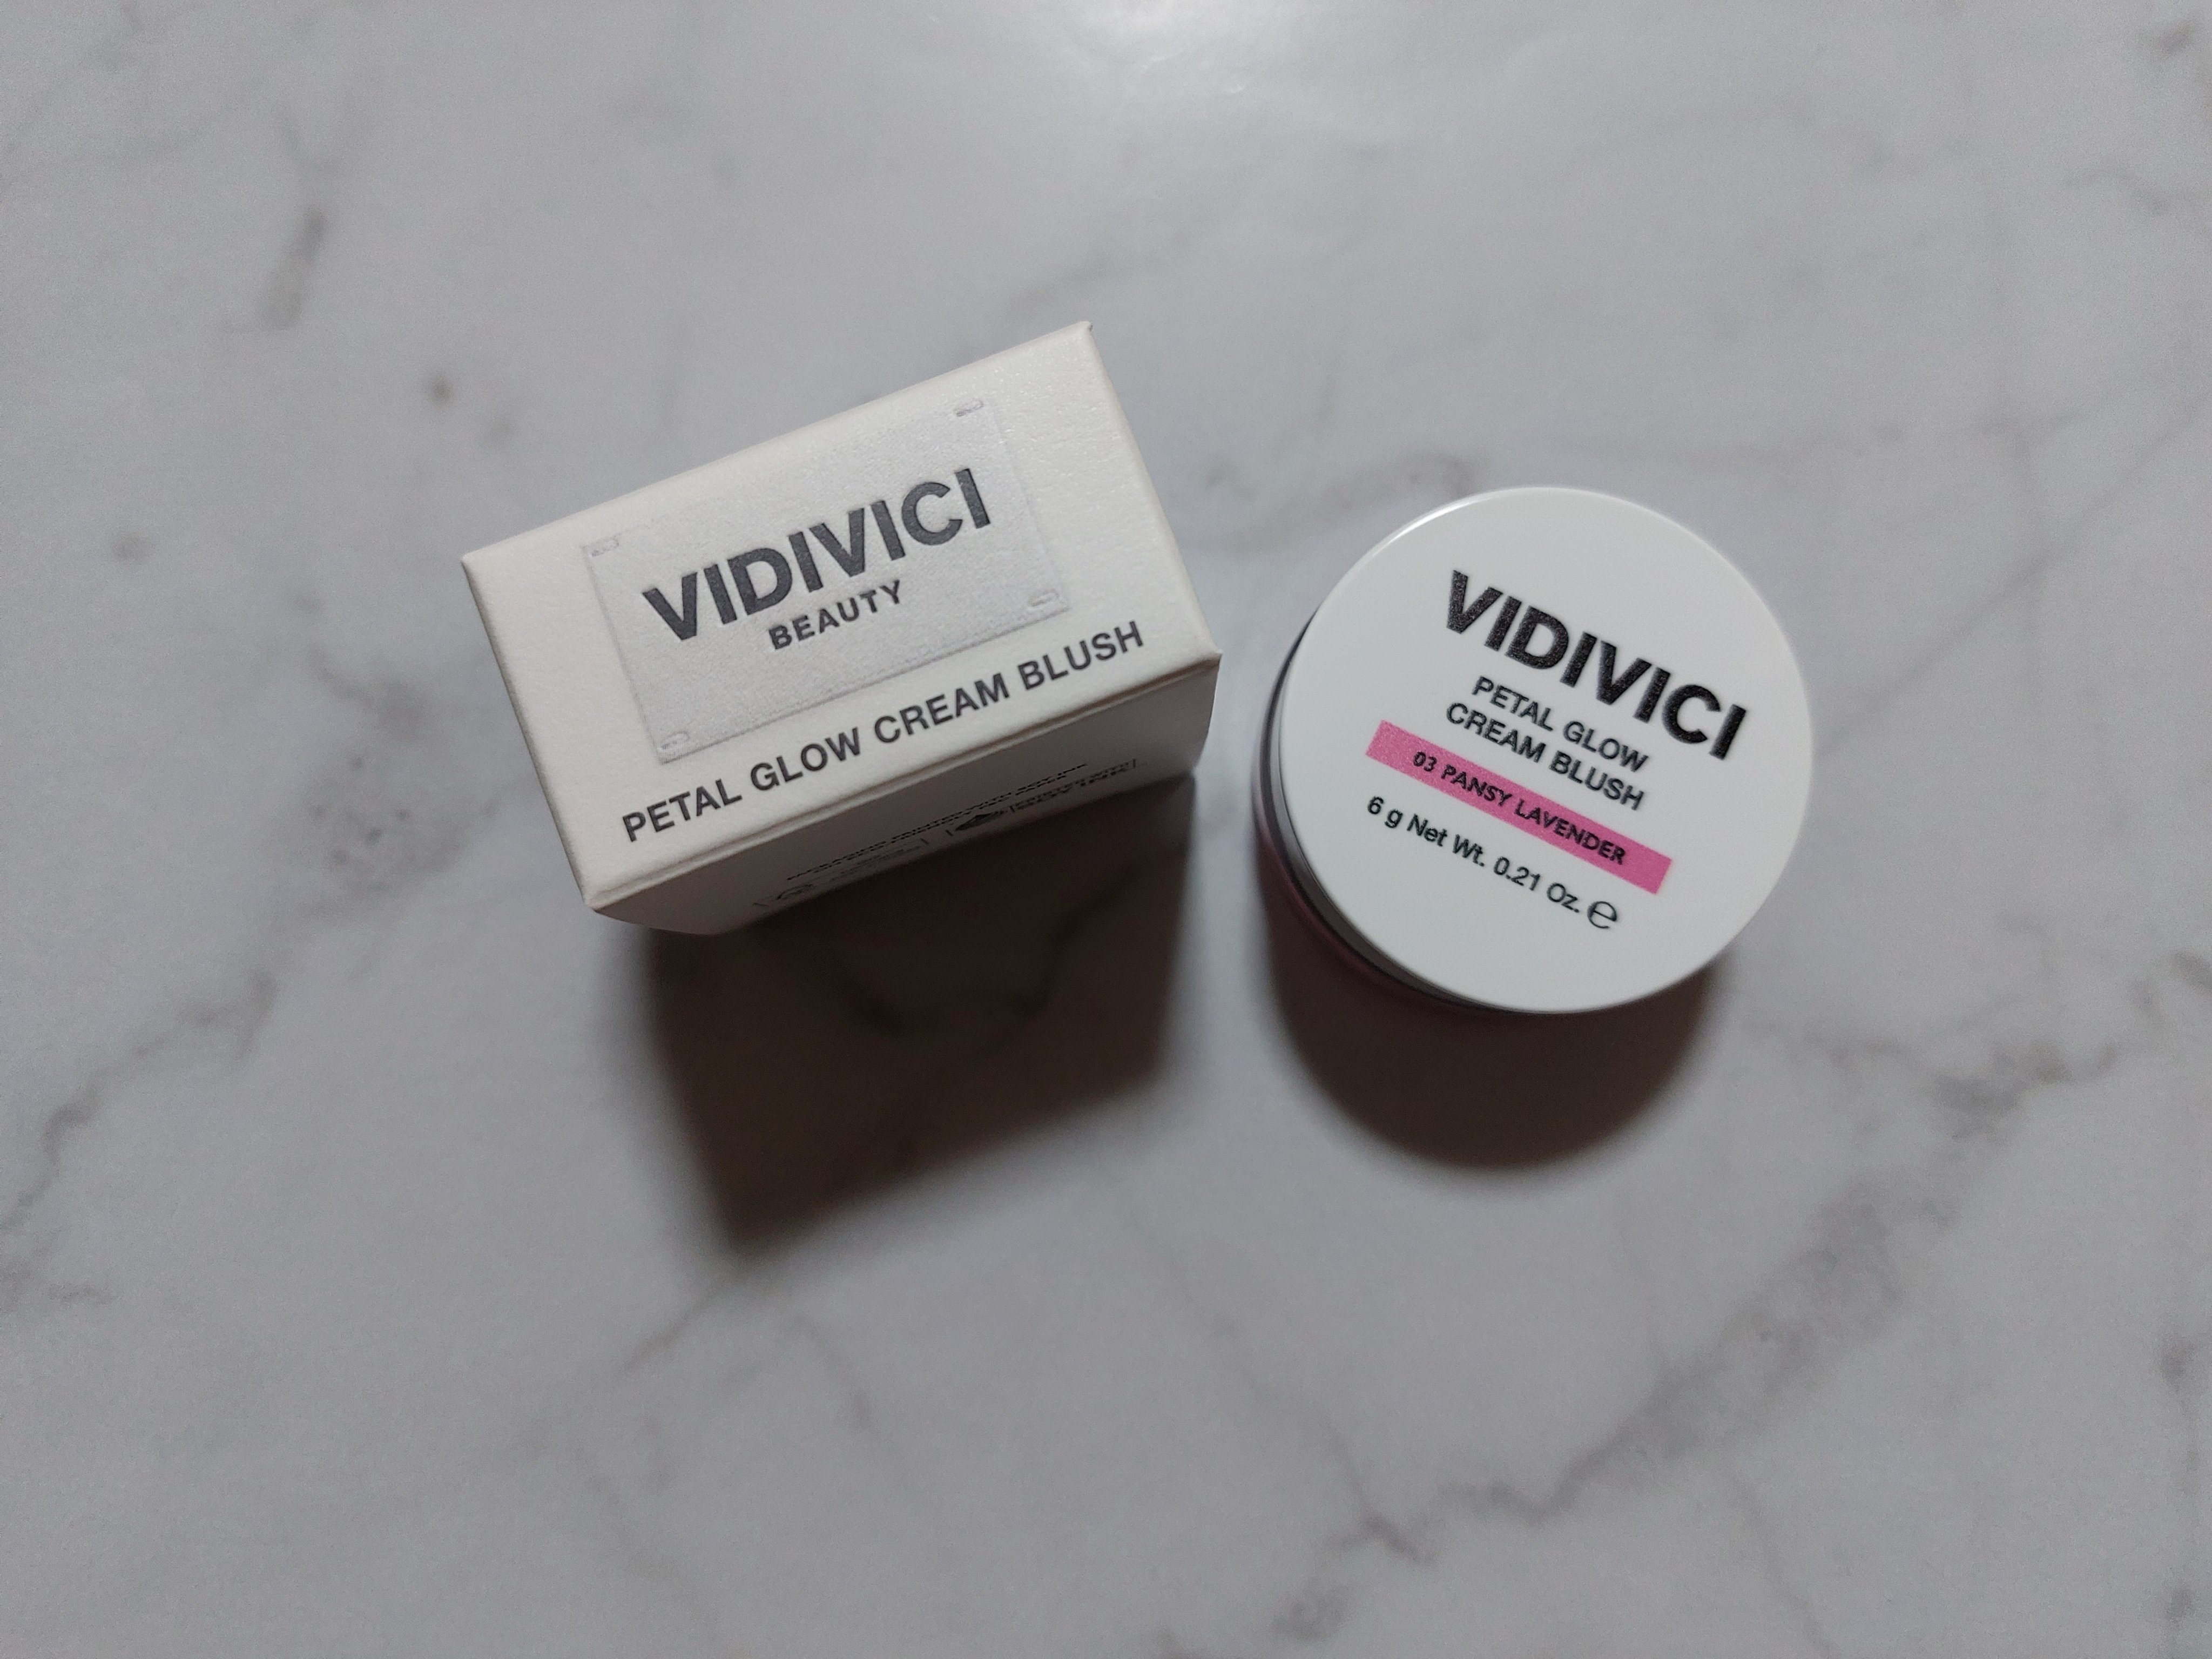 VIDIVICI
BEAUTY
PETAL GLOW CREAM BLUSH
VIDIVICI
PETAL GLOW
CREAM BLUSH
03 PANSY LAVENDER
6 g Net Wt. 0.21 Oz. ℮